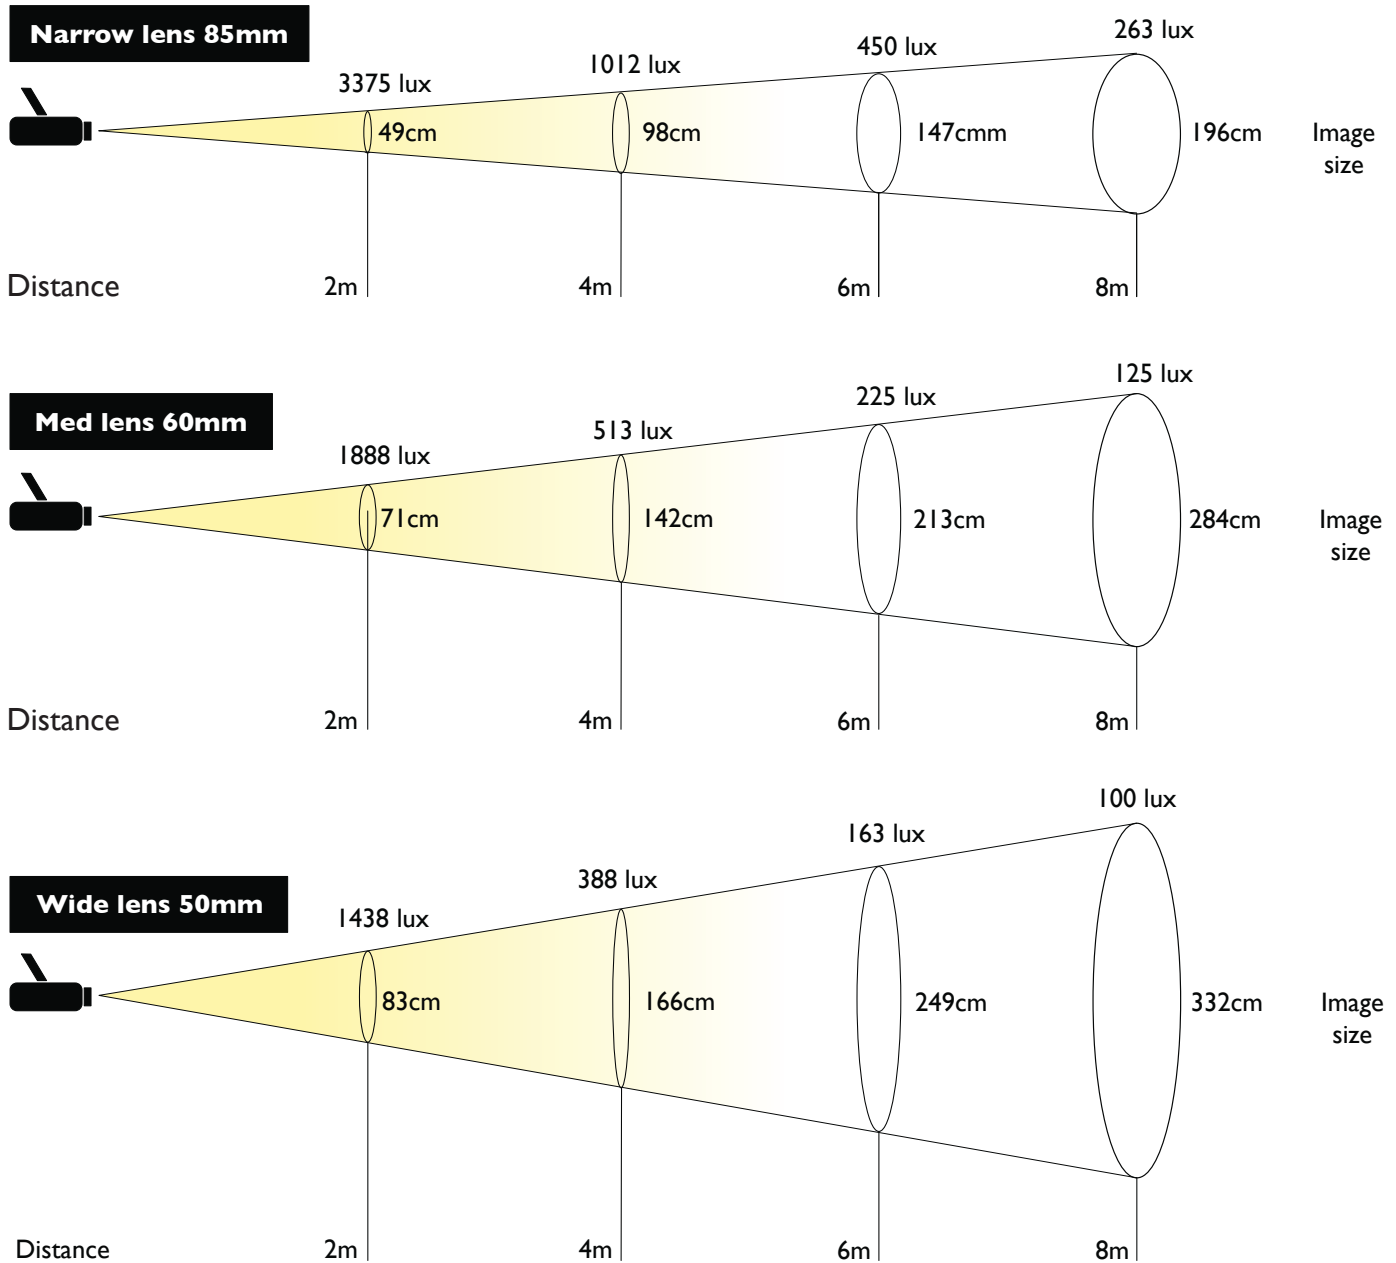 Narrow lens 85mm
263 lux
450 lux
1012 lux
3375 lux
49cm
98cm
147cmm
196cm
Image
size
Distance
2m
4m
6m
8m
125 lux
225 lux
Med lens 60mm
513 lux
1888 lux
71cm
142cm
213cm
284cm
Image
size
Distance
2m
4m
6m
8m
100 lux
163 lux
388 lux
Wide lens 50mm
1438 lux
83cm
166cm
249cm
332cm
Image
size
Distance
2m
4m
6m
8m